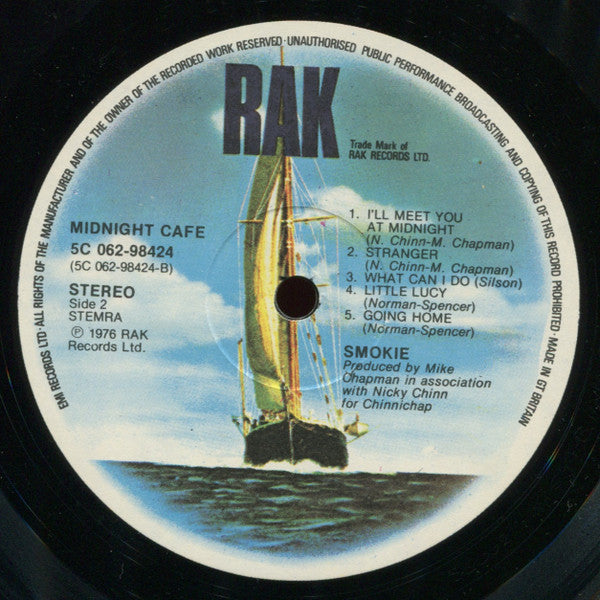 EMI RECORDS LTD·ALL RIGHTS OF THE MANUFACTURER AND OF THE OWNER OF THE RECORDED WORK RESERVED·UNAUTHORISED PUBLIC PERFORMANCE BROADCASTING AND COPYING OF THIS RECORD PROHIBITED·MADE IN GT BRITAIN
RAK
Trade Mark of
RAK RECORDS LTD.
MIDNIGHT CAFE
5C 062-98424
(5C 062-98424-B)
STEREO
Side 2
STEMRA
Ⓟ 1976 RAK
Records Ltd.
1. I'LL MEET YOU
AT MIDNIGHT
(N. Chinn-M. Chapman)
2. STRANGER
(N. Chinn-M. Chapman)
3. WHAT CAN I DO (Silson)
4. LITTLE LUCY
(Norman-Spencer)
5. GOING HOME
(Norman-Spencer)
SMOKIE
Produced by Mike
Chapman in association
with Nicky Chinn
for Chinnichap